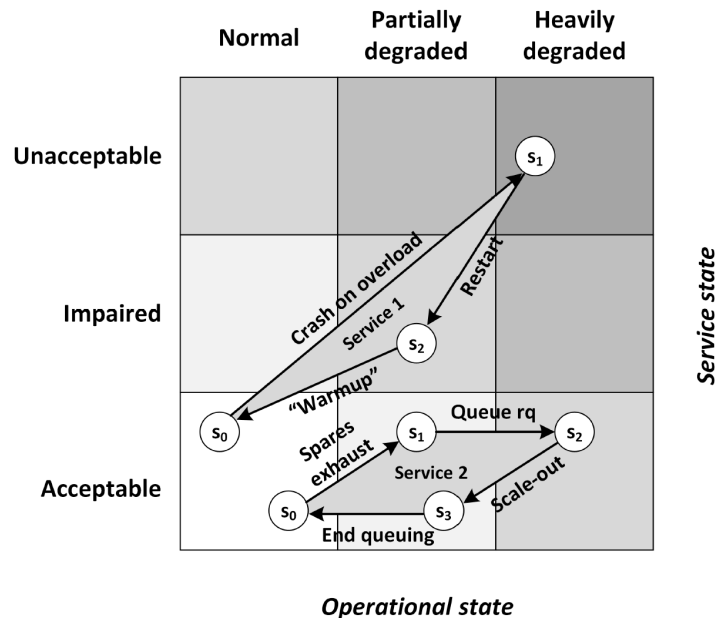 Normal
Partially
degraded
Heavily
degraded
Unacceptable
Impaired
Acceptable
Service state
Operational state
s1
Crash on overload
Restart
Service 1
s2
“Warmup”
s0
Spares
exhaust
s1
Queue rq
s2
Service 2
Scale-out
s0
s3
End queuing